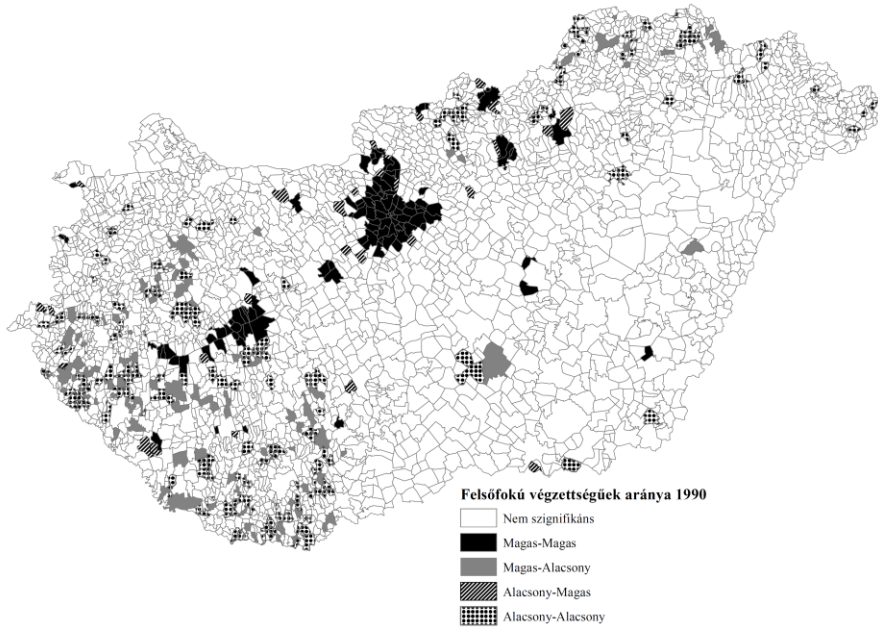 Felsőfokú végzettségűek aránya 1990
Nem szignifikáns
Magas-Magas
Magas-Alacsony
Alacsony-Magas
Alacsony-Alacsony